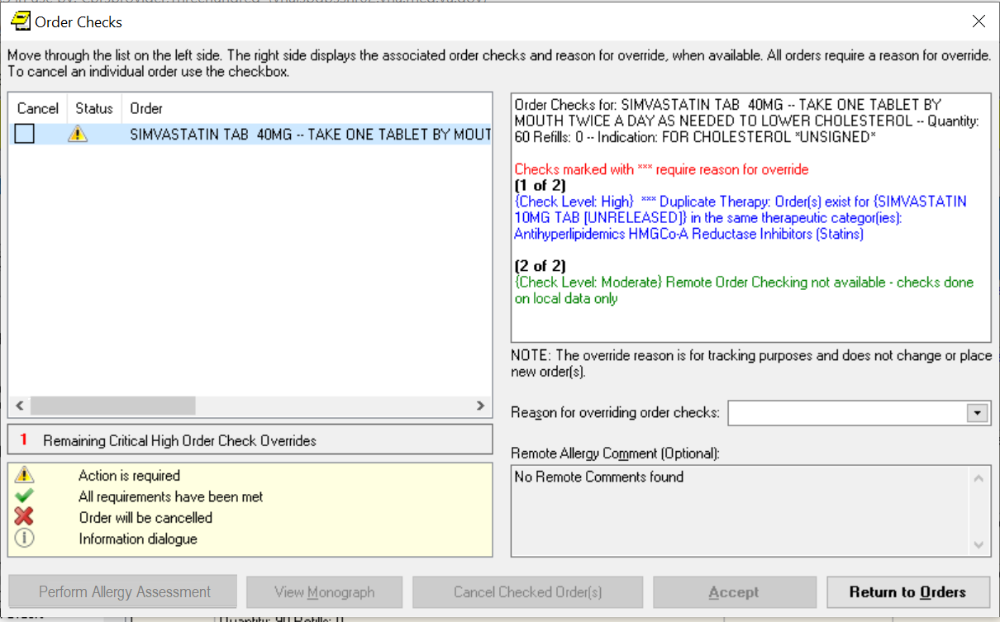 Order Checks
Move through the list on the left side. The right side displays the associated order checks and reason for override, when available. All orders require a reason for override.
To cancel an individual order use the checkbox.
Cancel Status Order
SIMVASTATIN TAB 40MG -- TAKE ONE TABLET BY MOUT
Order Checks for: SIMVASTATIN TAB 40MG -- TAKE ONE TABLET BY
MOUTH TWICE A DAY AS NEEDED TO LOWER CHOLESTEROL -- Quantity:
60 Refills: 0 -- Indication: FOR CHOLESTEROL *UNSIGNED*
Checks marked with *** require reason for override
(1 of 2)
{Check Level: High} *** Duplicate Therapy: Order(s) exist for {SIMVASTATIN
10MG TAB [UNRELEASED]} in the same therapeutic categor(ies):
Antihyperlipidemics HMGCo-A Reductase Inhibitors (Statins)
(2 of 2)
{Check Level: Moderate} Remote Order Checking not available - checks done
on local data only
NOTE: The override reason is for tracking purposes and does not change or place
new order(s).
Reason for overriding order checks:
1 Remaining Critical High Order Check Overrides
Remote Allergy Comment (Optional):
No Remote Comments found
Action is required
All requirements have been met
Order will be cancelled
Information dialogue
Perform Allergy Assessment
View Monograph
Cancel Checked Order(s)
Accept
Return to Orders
Quantity: 90 Refills: 0